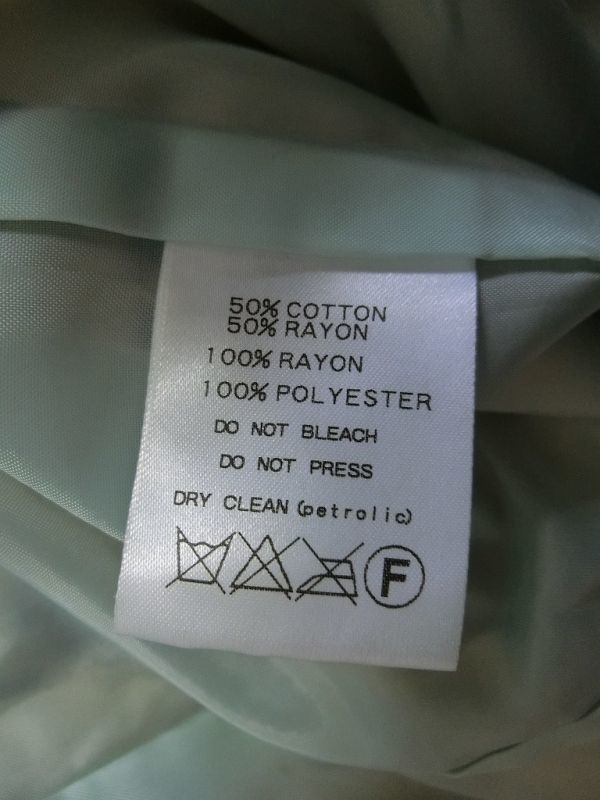 50% COTTON
50% RAYON
100% RAYON
100% POLYESTER
DO NOT BLEACH
DO NOT PRESS
DRY CLEAN (petrolic)
F